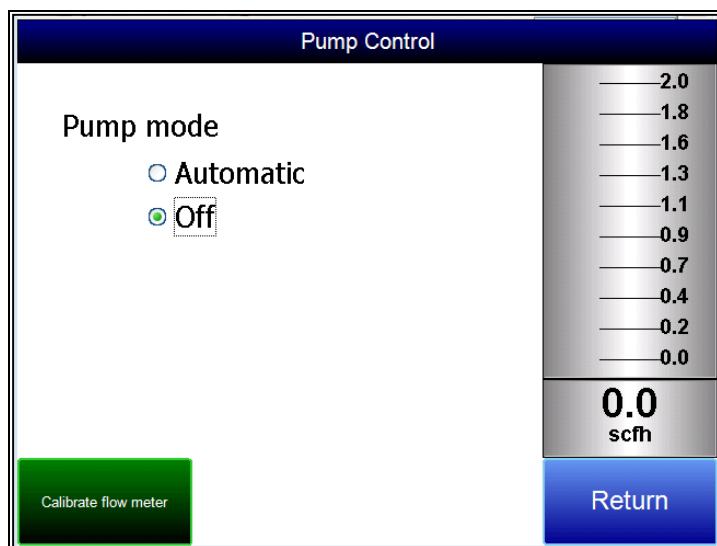 Pump Control
Pump mode
Automatic
Off
2.0
1.8
1.6
1.3
1.1
0.9
0.7
0.4
0.2
0.0
0.0
scfh
Calibrate flow meter
Return